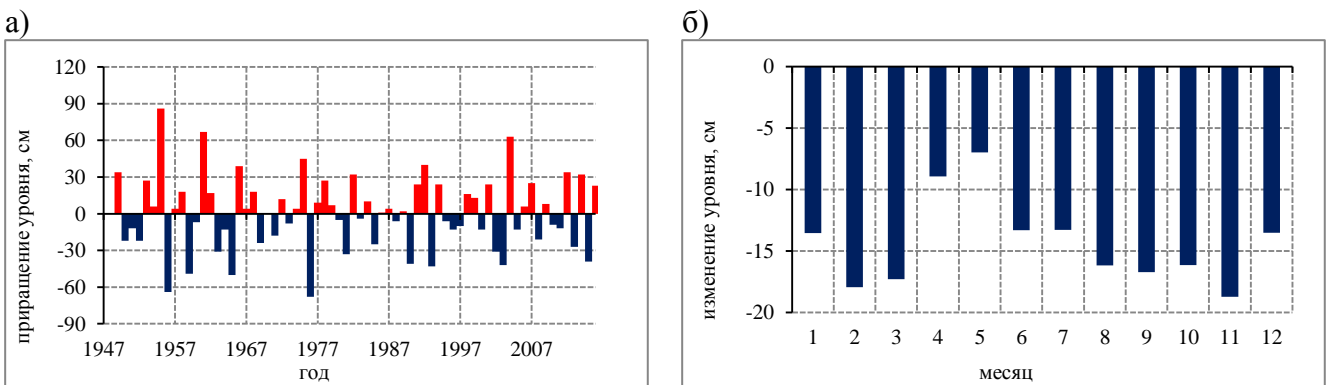 а)
приращение уровня, см
120
90
60
30
0
-30
-60
-90
1947 1957 1967 1977 1987 1997 2007
год
б)
изменение уровня, см
0
-5
-10
-15
-20
1 2 3 4 5 6 7 8 9 10 11 12
месяц